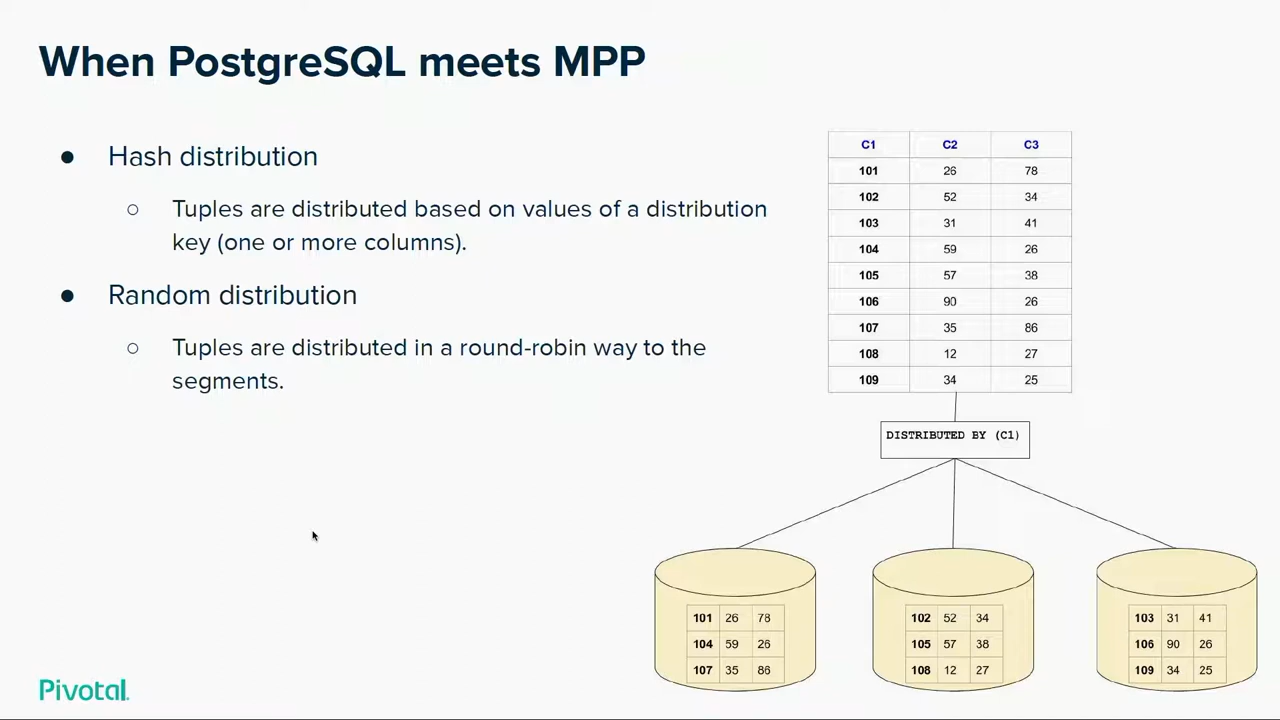 When PostgreSQL meets MPP
● Hash distribution
○ Tuples are distributed based on values of a distribution
key (one or more columns).
● Random distribution
○ Tuples are distributed in a round-robin way to the
segments.
C1 C2 C3
101 26 78
102 52 34
103 31 41
104 59 26
105 57 38
106 90 26
107 35 86
108 12 27
109 34 25
DISTRIBUTED BY (C1)
101 26 78
104 59 26
107 35 86
102 52 34
105 57 38
108 12 27
103 31 41
106 90 26
109 34 25
Pivotal.